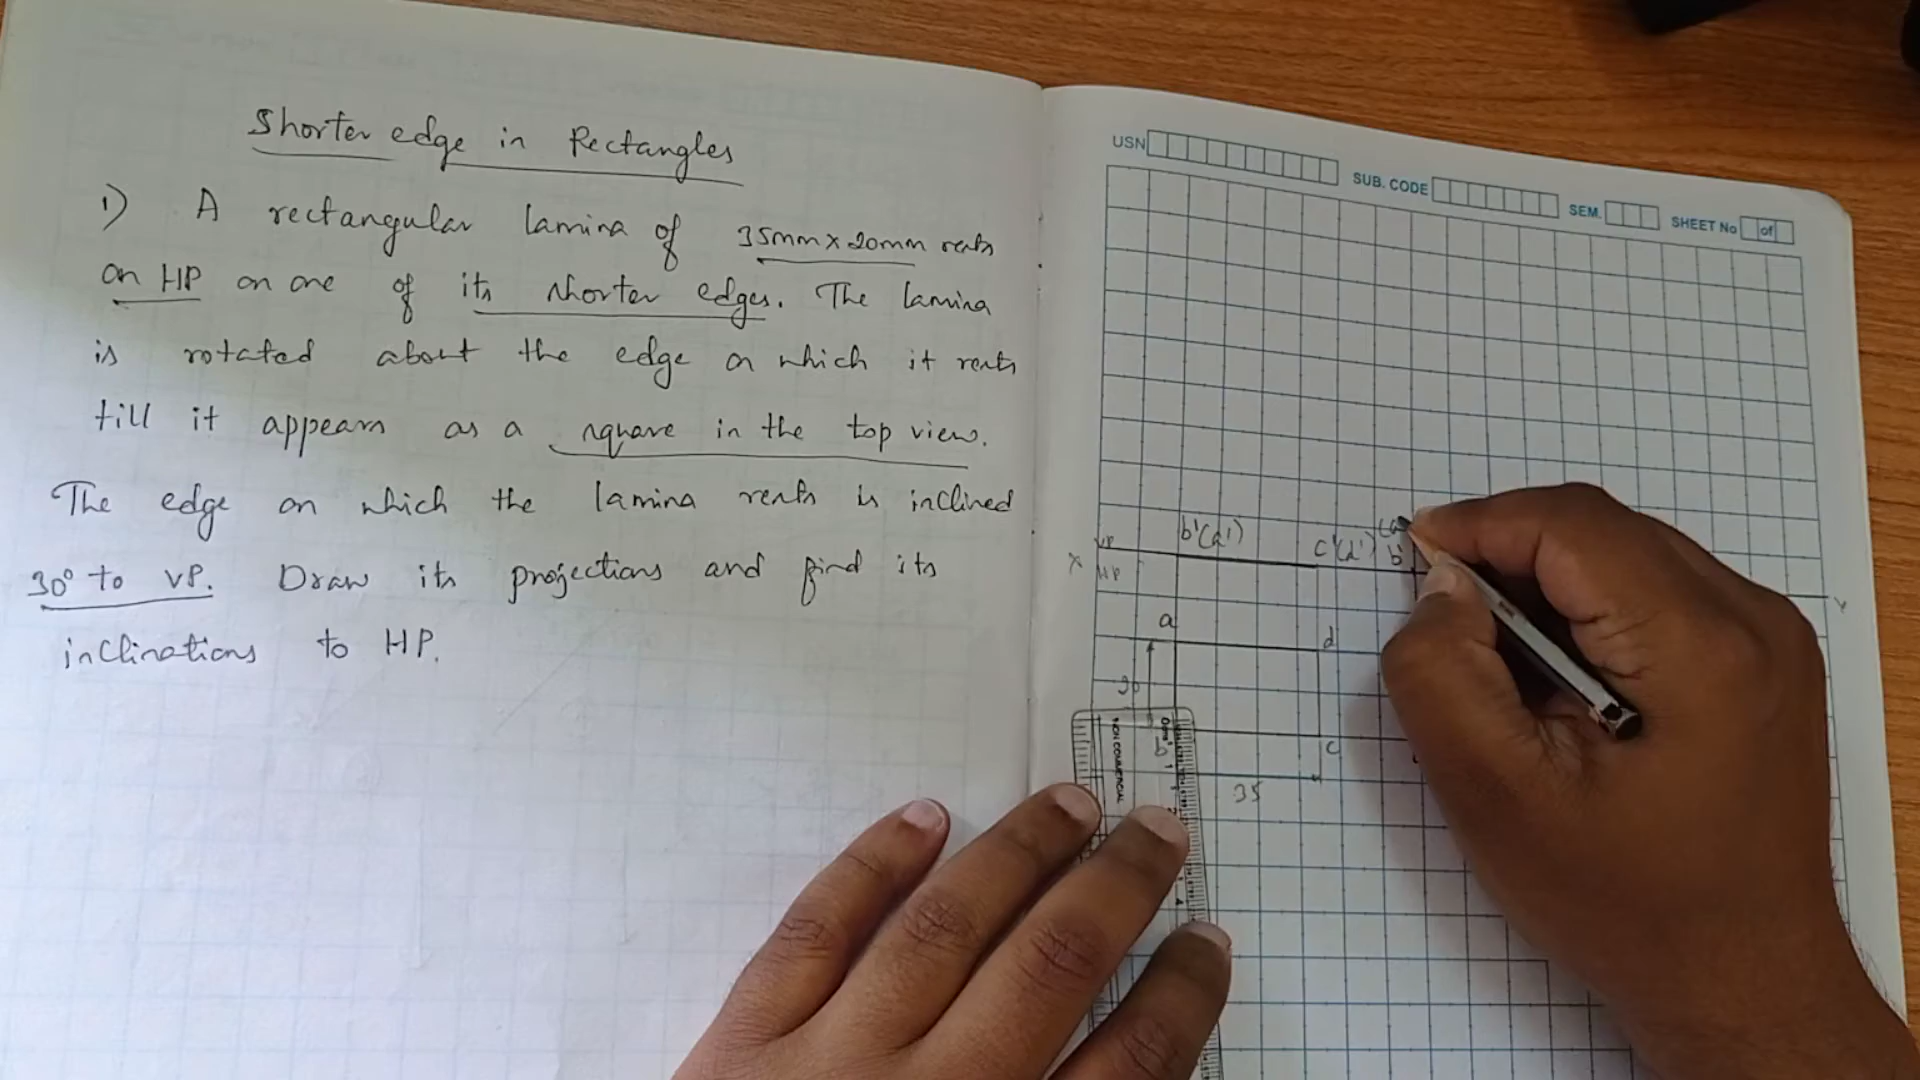 Shorter edge in Rectangles
1) A rectangular lamina of 35mm x 20mm rests
on HP on one of its shorter edges. The lamina
is rotated about the edge on which it rests
till it appears as a square in the top view.
The edge on which the lamina rests is inclined
30° to VP. Draw its projections and find its
inclinations to HP.
USN SUB. CODE SEM. SHEET No of
b'(a') c'(d') (a
X VP b' Y
HP
a d
b c
35
NON COMMERCIAL